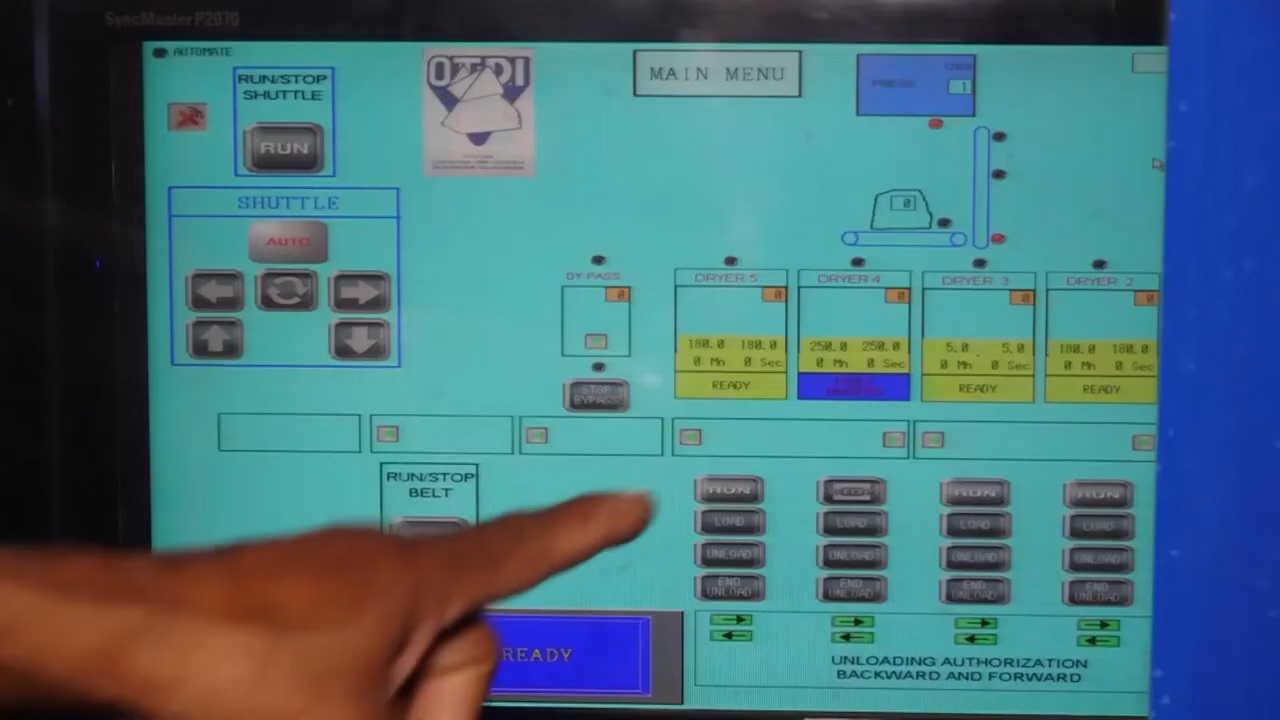 SyncMaster P2070
AUTOMATE
RUN/STOP
SHUTTLE
RUN
MAIN MENU
PRESS
1
SHUTTLE
AUTO
0
BY PASS
0
STOP
BYPASS
DRYER 5
0
180.0 180.0
0 Mn 0 Sec
READY
DRYER 4
0
250.0 250.0
0 Mn 0 Sec
DRYER 3
0
5.0 5.0
0 Mn 0 Sec
READY
DRYER 2
0
180.0 180.0
0 Mn 0 Sec
READY
RUN/STOP
BELT
RUN
LOAD
UNLOAD
END
UNLOAD
LOAD
UNLOAD
END
UNLOAD
RUN
LOAD
UNLOAD
END
UNLOAD
RUN
LOAD
UNLOAD
END
UNLOAD
READY
UNLOADING AUTHORIZATION
BACKWARD AND FORWARD